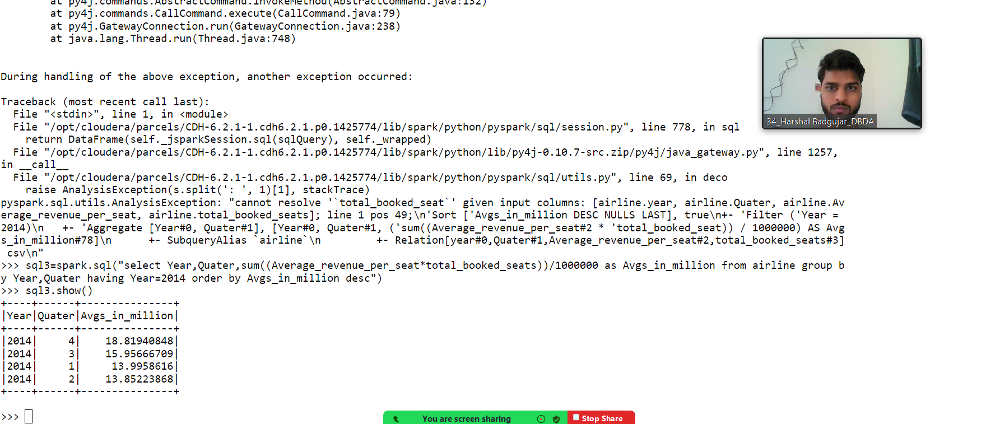 at py4j.commands.AbstractCommand.invokeMethod(AbstractCommand.java:132)
at py4j.commands.CallCommand.execute(CallCommand.java:79)
at py4j.GatewayConnection.run(GatewayConnection.java:238)
at java.lang.Thread.run(Thread.java:748)
During handling of the above exception, another exception occurred:
Traceback (most recent call last):
File "<stdin>", line 1, in <module>
File "/opt/cloudera/parcels/CDH-6.2.1-1.cdh6.2.1.p0.1425774/lib/spark/python/pyspark/sql/session.py", line 778, in sql
return DataFrame(self._jsparkSession.sql(sqlQuery), self._wrapped)
File "/opt/cloudera/parcels/CDH-6.2.1-1.cdh6.2.1.p0.1425774/lib/spark/python/lib/py4j-0.10.7-src.zip/py4j/java_gateway.py", line 1257,
in __call__
File "/opt/cloudera/parcels/CDH-6.2.1-1.cdh6.2.1.p0.1425774/lib/spark/python/pyspark/sql/utils.py", line 69, in deco
raise AnalysisException(s.split(': ', 1)[1], stackTrace)
pyspark.sql.utils.AnalysisException: "cannot resolve '`total_booked_seat`' given input columns: [airline.year, airline.Quater, airline.Av
erage_revenue_per_seat, airline.total_booked_seats]; line 1 pos 49;\n'Sort ['Avgs_in_million DESC NULLS LAST], true\n+- 'Filter ('Year =
2014)\n   +- 'Aggregate [Year#0, Quater#1], [Year#0, Quater#1, ('sum((Average_revenue_per_seat#2 * 'total_booked_seat)) / 1000000) AS Avg
s_in_million#78]\n      +- SubqueryAlias `airline`\n         +- Relation[year#0,Quater#1,Average_revenue_per_seat#2,total_booked_seats#3]
csv\n"
>>> sql3=spark.sql("select Year,Quater,sum((Average_revenue_per_seat*total_booked_seats))/1000000 as Avgs_in_million from airline group b
y Year,Quater having Year=2014 order by Avgs_in_million desc")
>>> sql3.show()
+----+------+---------------+
|Year|Quater|Avgs_in_million|
+----+------+---------------+
|2014|     4|    18.81940848|
|2014|     3|    15.95666709|
|2014|     1|     13.9958616|
|2014|     2|    13.85223868|
+----+------+---------------+
>>>
34_Harshal Badgujar_DBDA
You are screen sharing
Stop Share